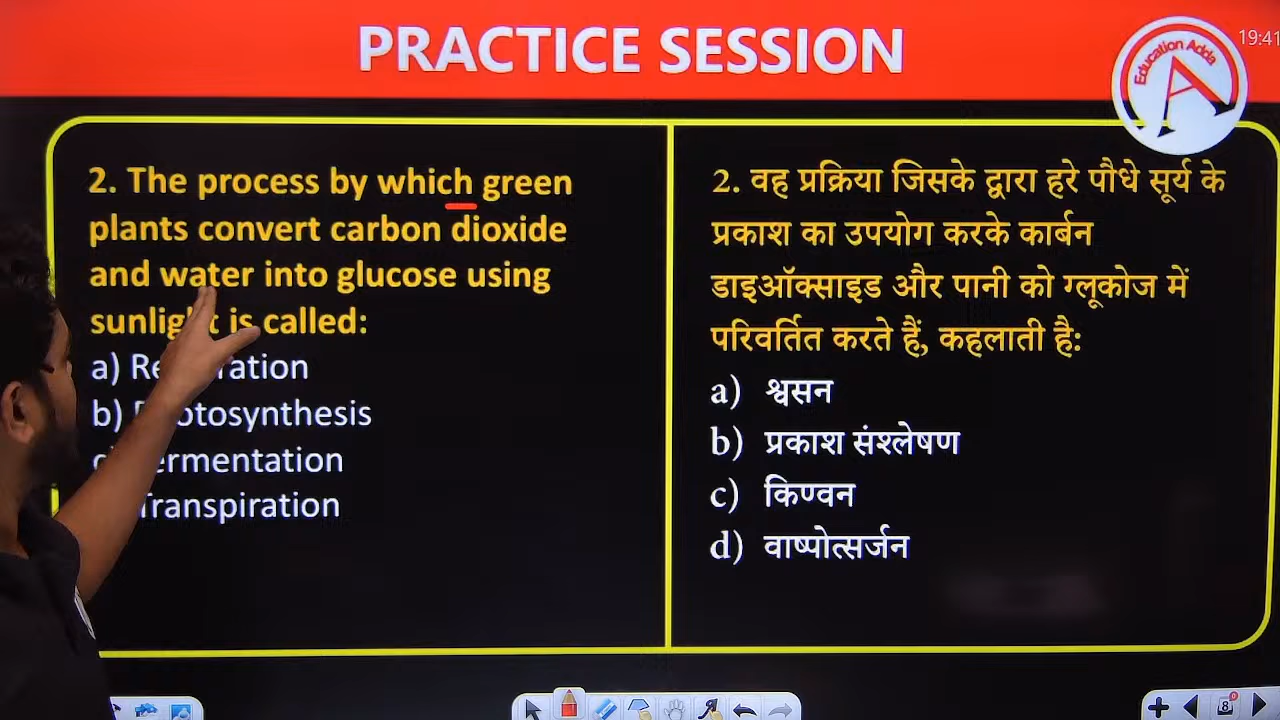 PRACTICE SESSION
Education Adda
A
19:41
2. The process by which green
plants convert carbon dioxide
and water into glucose using
is called:
a)
b)
d) Transpiration
2. वह प्रक्रिया जिसके द्वारा हरे पौधे सूर्य के
प्रकाश का उपयोग करके कार्बन
डाइऑक्साइड और पानी को ग्लूकोज में
परिवर्तित करते हैं, कहलाती है:
a) श्वसन
b) प्रकाश संश्लेषण
c) किण्वन
d) वाष्पोत्सर्जन
8